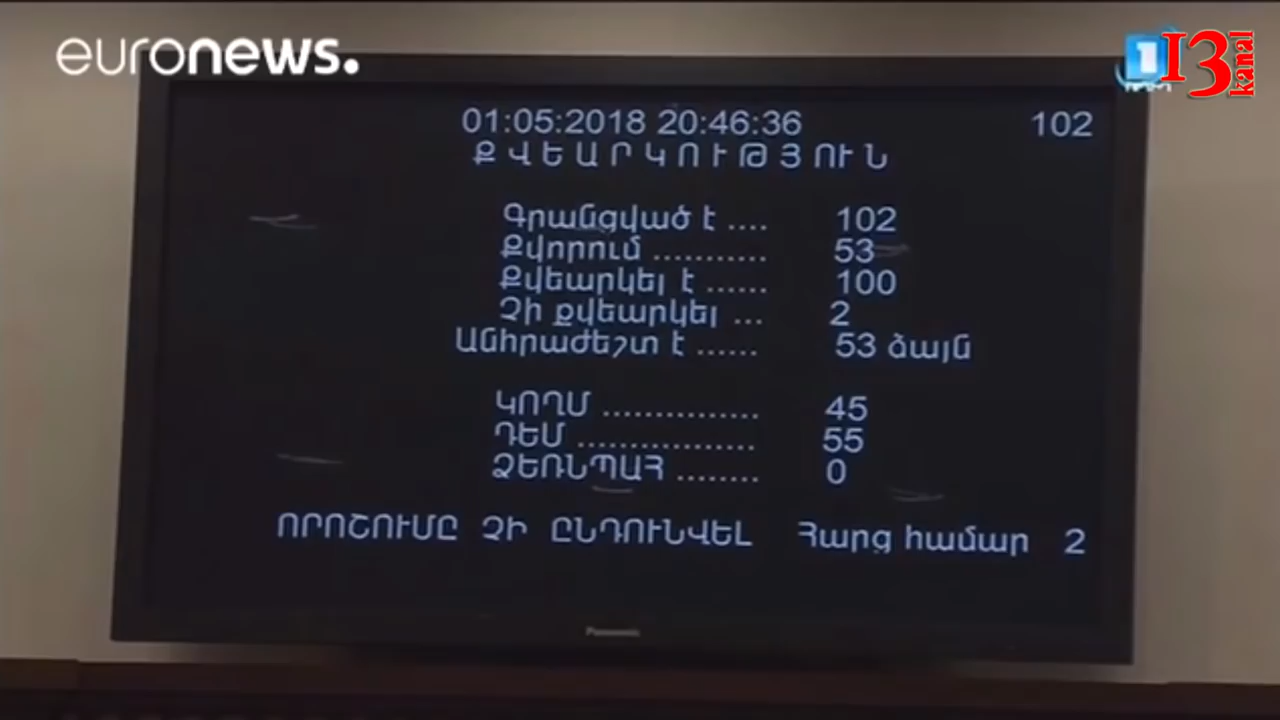 euronews.
1 13 kanal
01:05:2018 20:46:36 102
ՔՎԵԱՐԿՈՒԹՅՈՒՆ
Գրանցված է .... 102
Քվորում ........... 53
Քվեարկել է ...... 100
Չի քվեարկել ... 2
Անհրաժեշտ է ...... 53 ձայն
ԿՈՂՄ ............... 45
ԴԵՄ ................. 55
ՁԵՌՆՊԱՀ ........ 0
ՈՐՈՇՈՒՄԸ ՉԻ ԸՆԴՈՒՆՎԵԼ Հարց համար 2
Panasonic